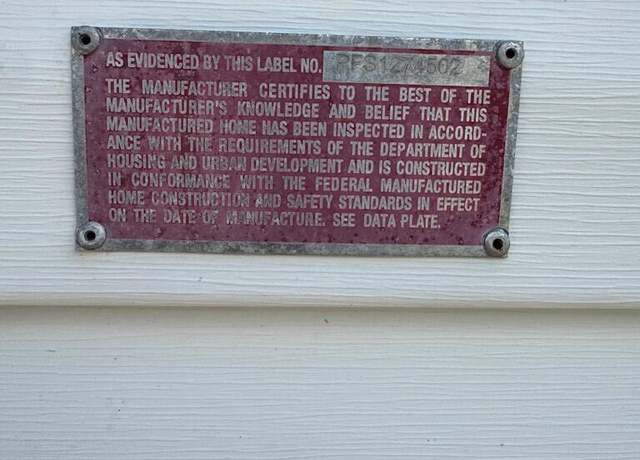 AS EVIDENCED BY THIS LABEL NO. PFS1274502
THE MANUFACTURER CERTIFIES TO THE BEST OF THE
MANUFACTURER'S KNOWLEDGE AND BELIEF THAT THIS
MANUFACTURED HOME HAS BEEN INSPECTED IN ACCORD-
ANCE WITH THE REQUIREMENTS OF THE DEPARTMENT OF
HOUSING AND URBAN DEVELOPMENT AND IS CONSTRUCTED
IN CONFORMANCE WITH THE FEDERAL MANUFACTURED
HOME CONSTRUCTION AND SAFETY STANDARDS IN EFFECT
ON THE DATE OF MANUFACTURE. SEE DATA PLATE.